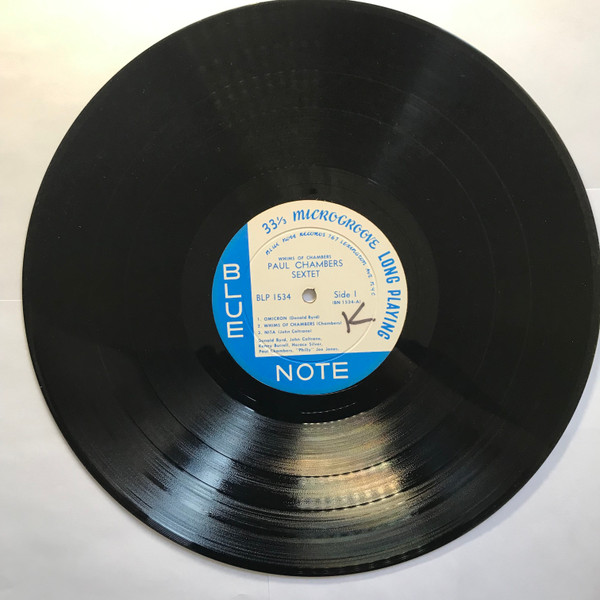 33⅓ MICROGROOVE LONG PLAYING
BLUE NOTE RECORDS 767 LEXINGTON AVE NYC
WHIMS OF CHAMBERS
PAUL CHAMBERS
SEXTET
BLP 1534
Side 1
(BN 1534-A)
1. OMICRON (Donald Byrd)
2. WHIMS OF CHAMBERS (Chambers)
3. NITA (John Coltrane)
Donald Byrd, John Coltrane,
Kenny Burrell, Horace Silver,
Paul Chambers, "Philly" Joe Jones.
K
BLUE
NOTE